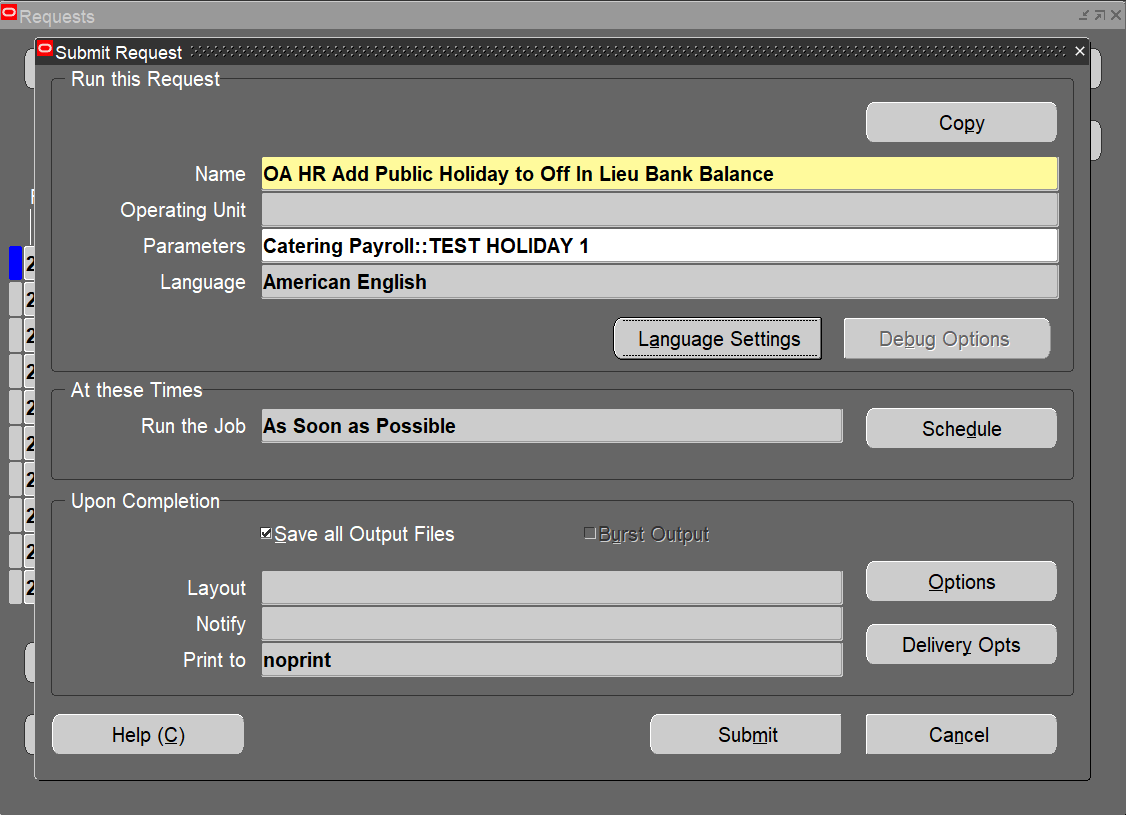 Requests
Submit Request
Run this Request
Copy
Name OA HR Add Public Holiday to Off In Lieu Bank Balance
Operating Unit
Parameters Catering Payroll::TEST HOLIDAY 1
Language American English
Language Settings Debug Options
At these Times
Run the Job As Soon as Possible Schedule
Upon Completion
Save all Output Files Burst Output
Layout Options
Notify
Delivery Opts
Print to noprint
Help (C) Submit Cancel